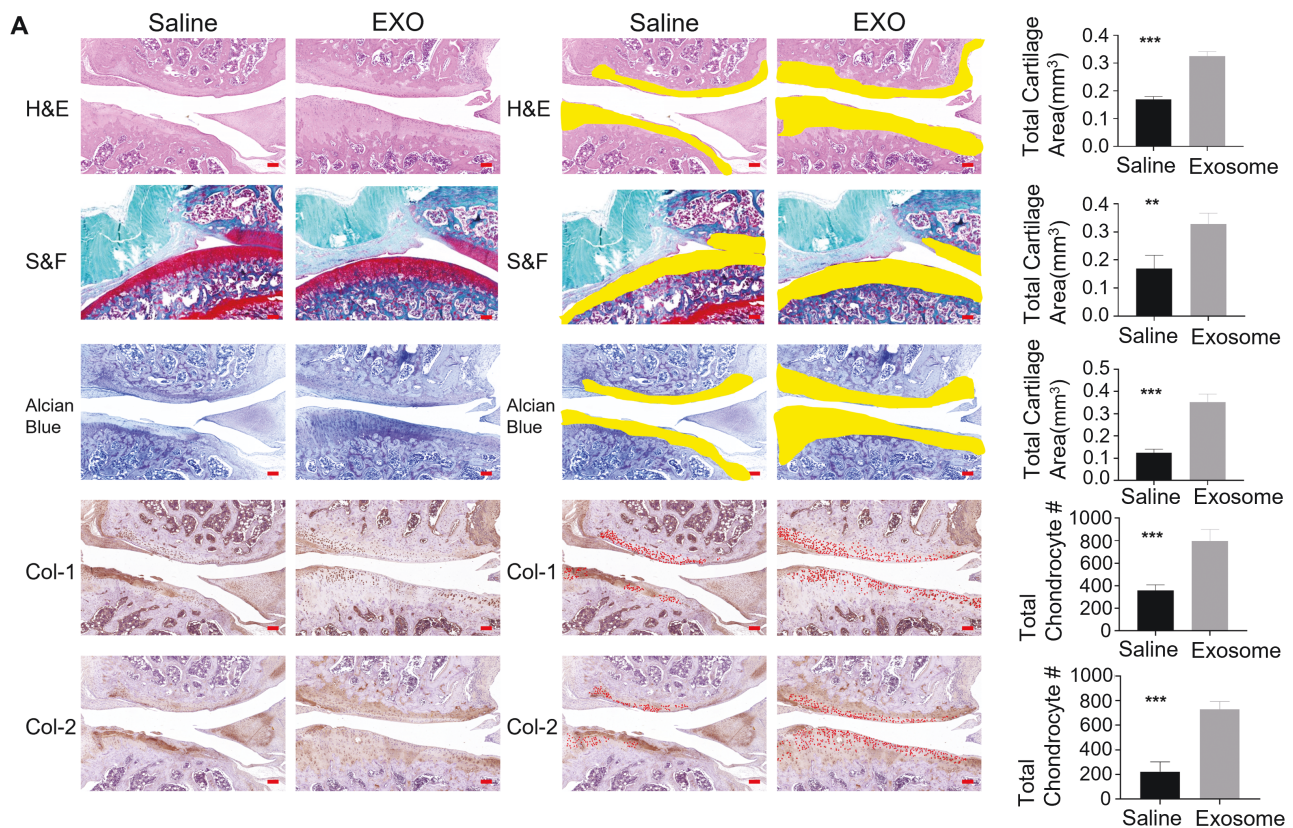 A
Saline EXO Saline EXO
H&E H&E
S&F S&F
Alcian Blue Alcian Blue
Col-1 Col-1
Col-2 Col-2
Total Cartilage
Area(mm³)
0.4
0.3
0.2
0.1
0.0
***
Saline Exosome
Total Cartilage
Area(mm³)
0.4
0.3
0.2
0.1
0.0
**
Saline Exosome
Total Cartilage
Area(mm³)
0.5
0.4
0.3
0.2
0.1
0.0
***
Saline Exosome
Total
Chondrocyte #
1000
800
600
400
200
0
***
Saline Exosome
Total
Chondrocyte #
1000
800
600
400
200
0
***
Saline Exosome